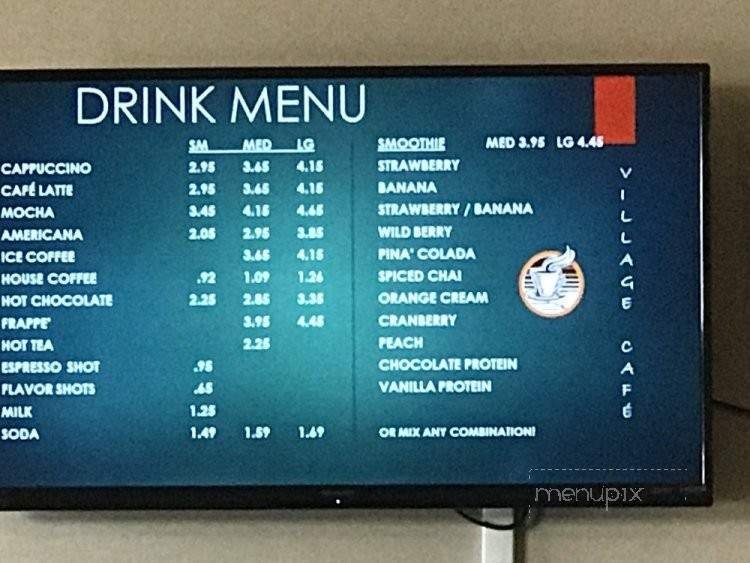 DRINK MENU
SM MED LG
CAPPUCCINO 2.95 3.65 4.15
CAFÉ LATTE 2.95 3.65 4.15
MOCHA 3.45 4.15 4.65
AMERICANA 2.05 2.95 3.85
ICE COFFEE 3.65 4.15
HOUSE COFFEE .92 1.09 1.26
HOT CHOCOLATE 2.25 2.85 3.35
FRAPPE' 3.95 4.45
HOT TEA 2.25
ESPRESSO SHOT .95
FLAVOR SHOTS .65
MILK 1.25
SODA 1.49 1.59 1.69
SMOOTHIE MED 3.95 LG 4.45
STRAWBERRY
BANANA
STRAWBERRY / BANANA
WILD BERRY
PINA' COLADA
SPICED CHAI
ORANGE CREAM
CRANBERRY
PEACH
CHOCOLATE PROTEIN
VANILLA PROTEIN
OR MIX ANY COMBINATION!
VILLAGE CAFÉ
menupix